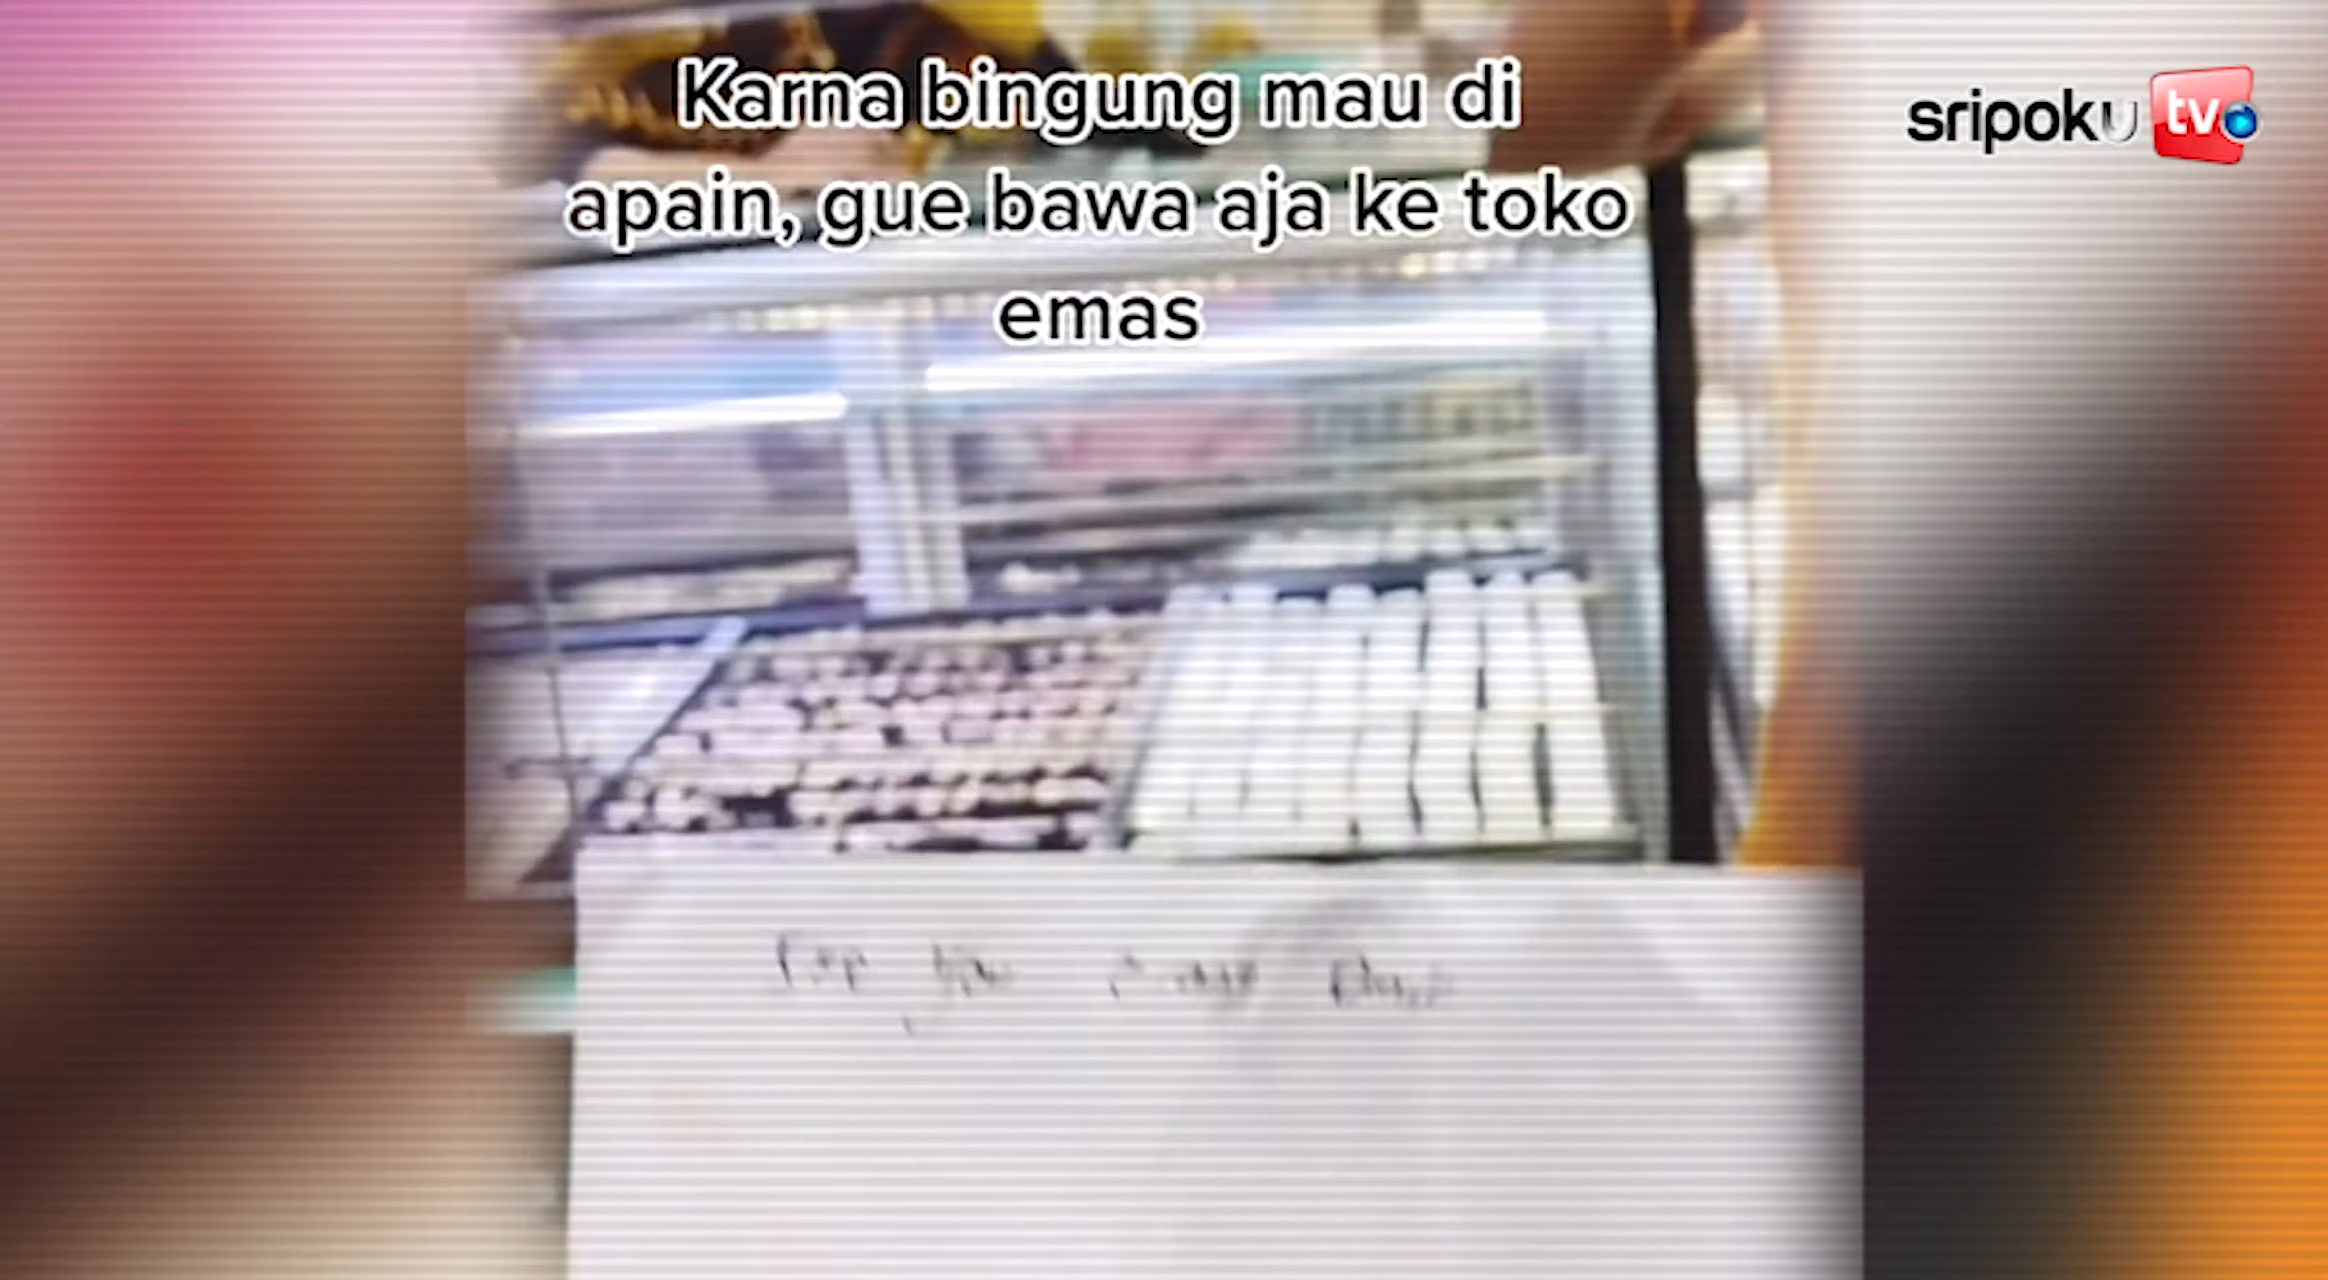 Karna bingung mau di
apain, gue bawa aja ke toko
emas
sripoku tv